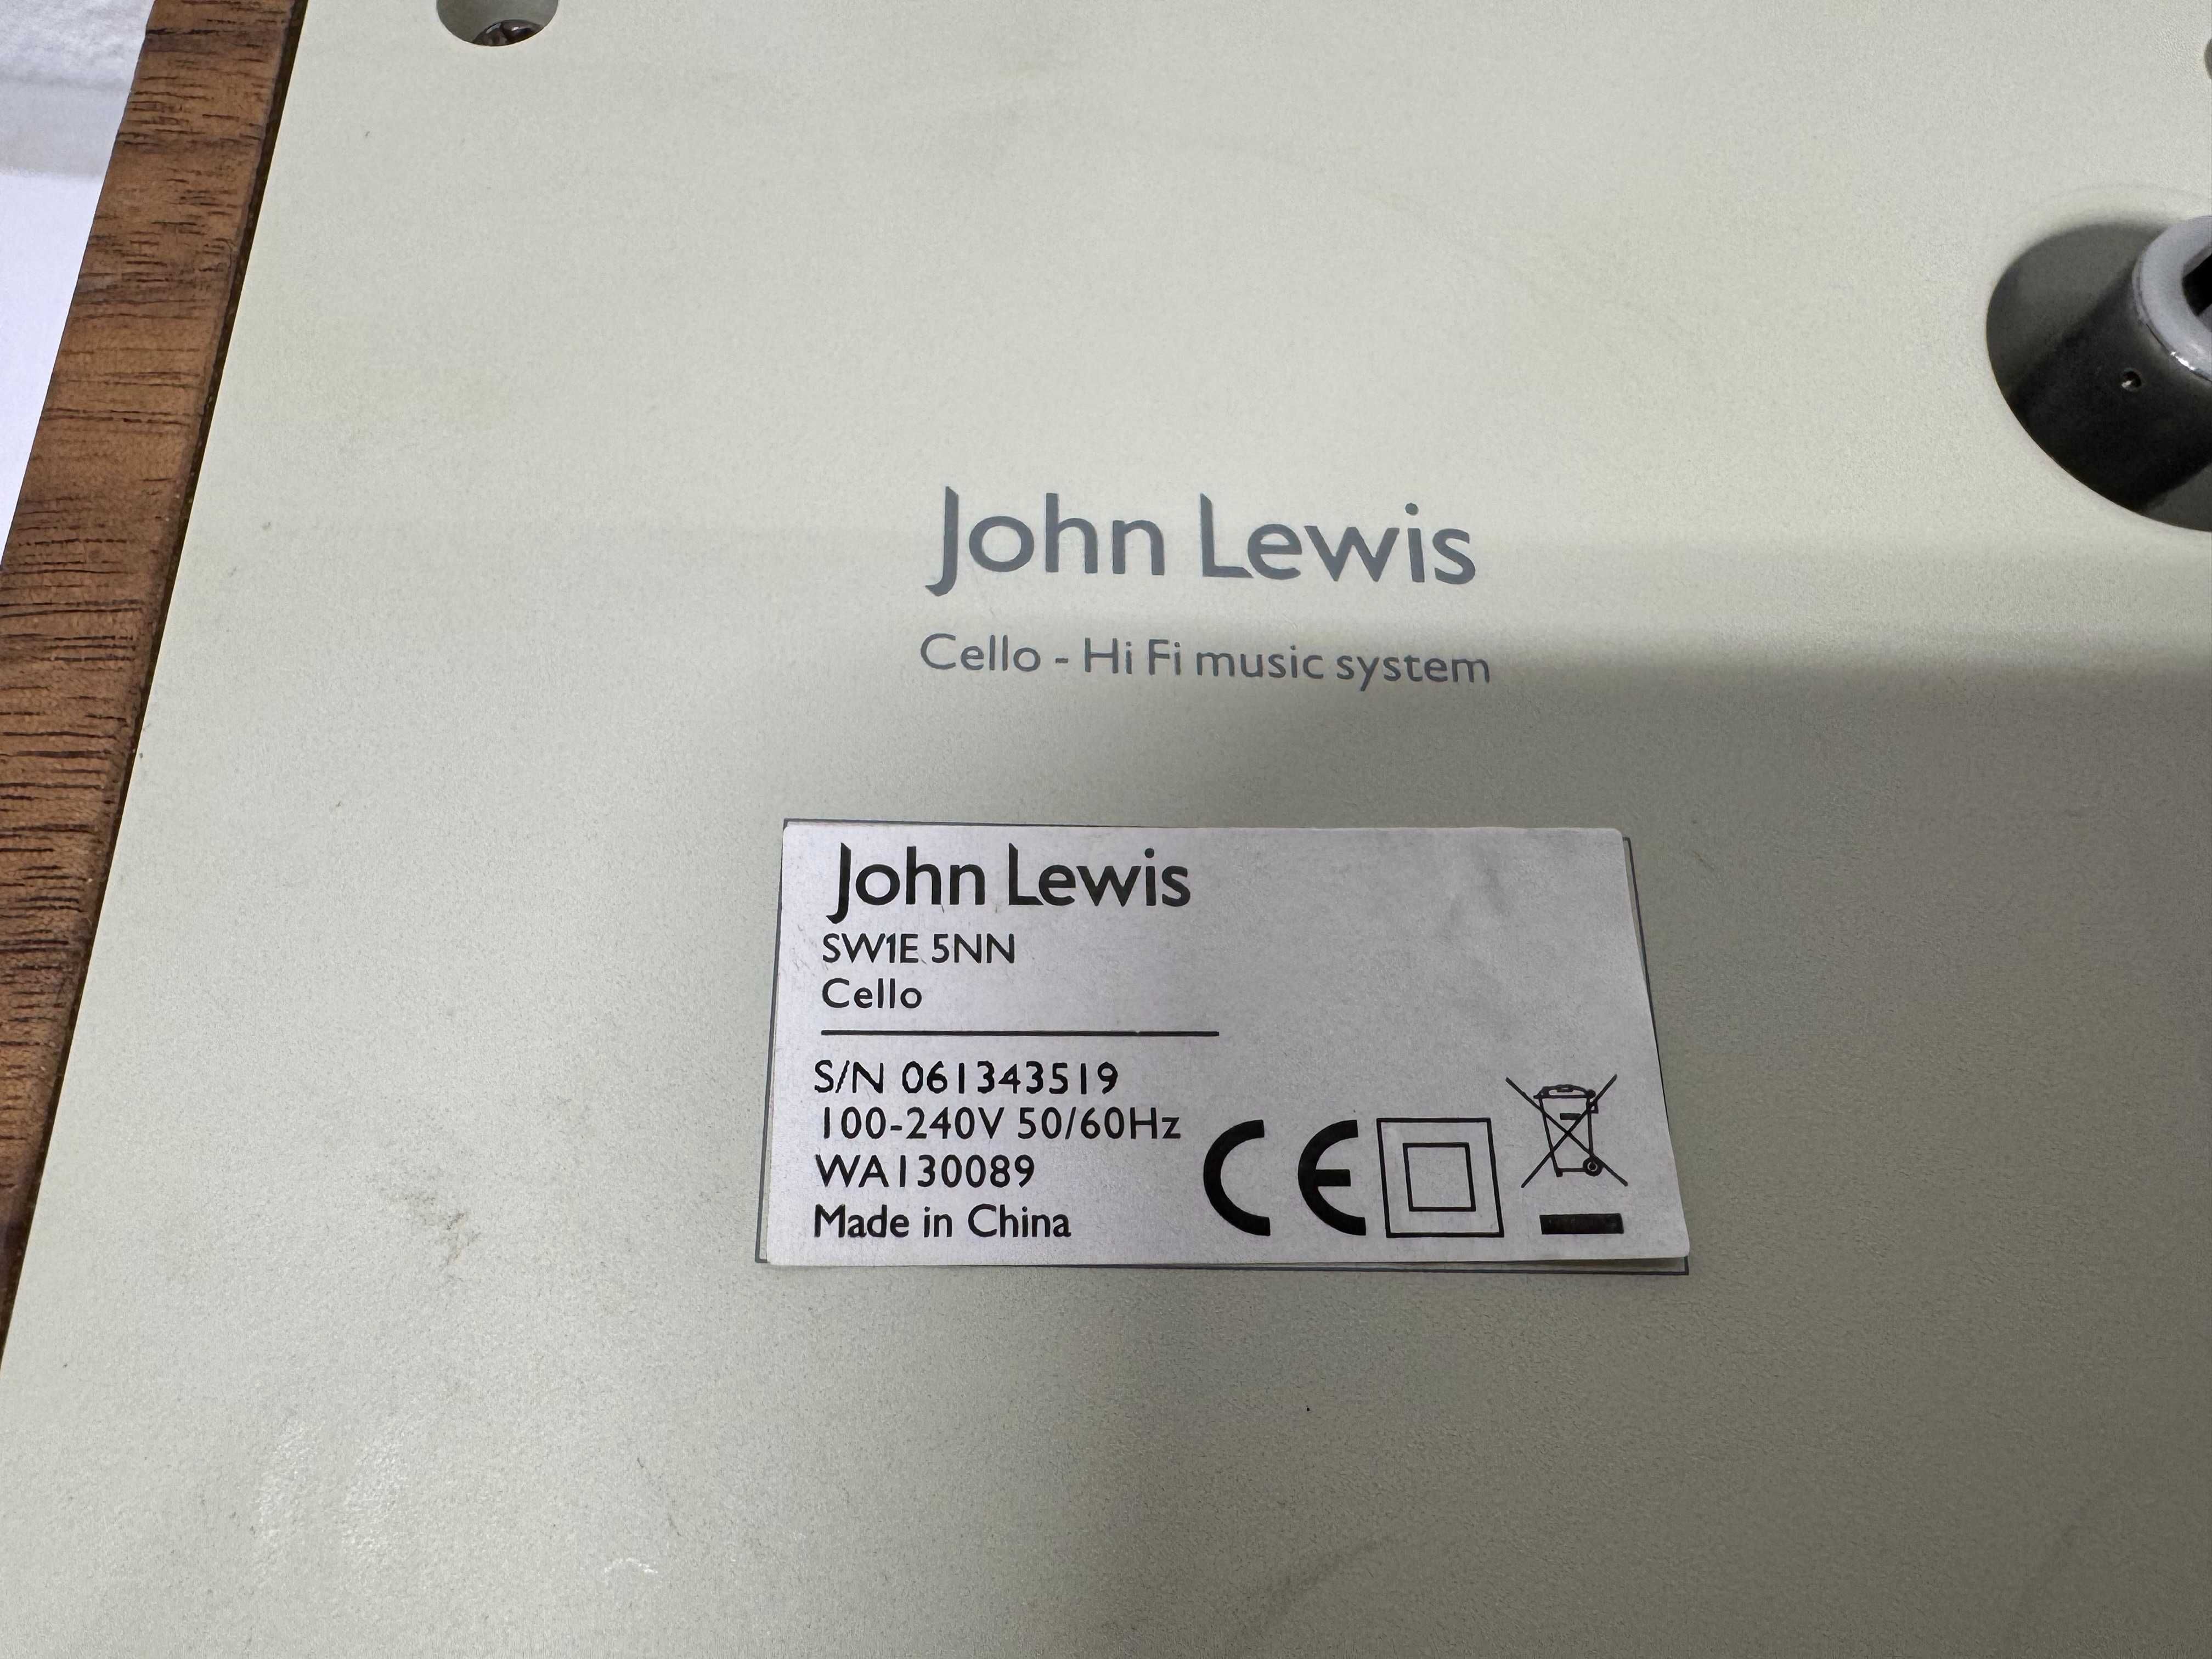 John Lewis
Cello - Hi Fi music system
John Lewis
SW1E 5NN
Cello
S/N 061343519
100-240V 50/60Hz
WA130089
Made in China
CE